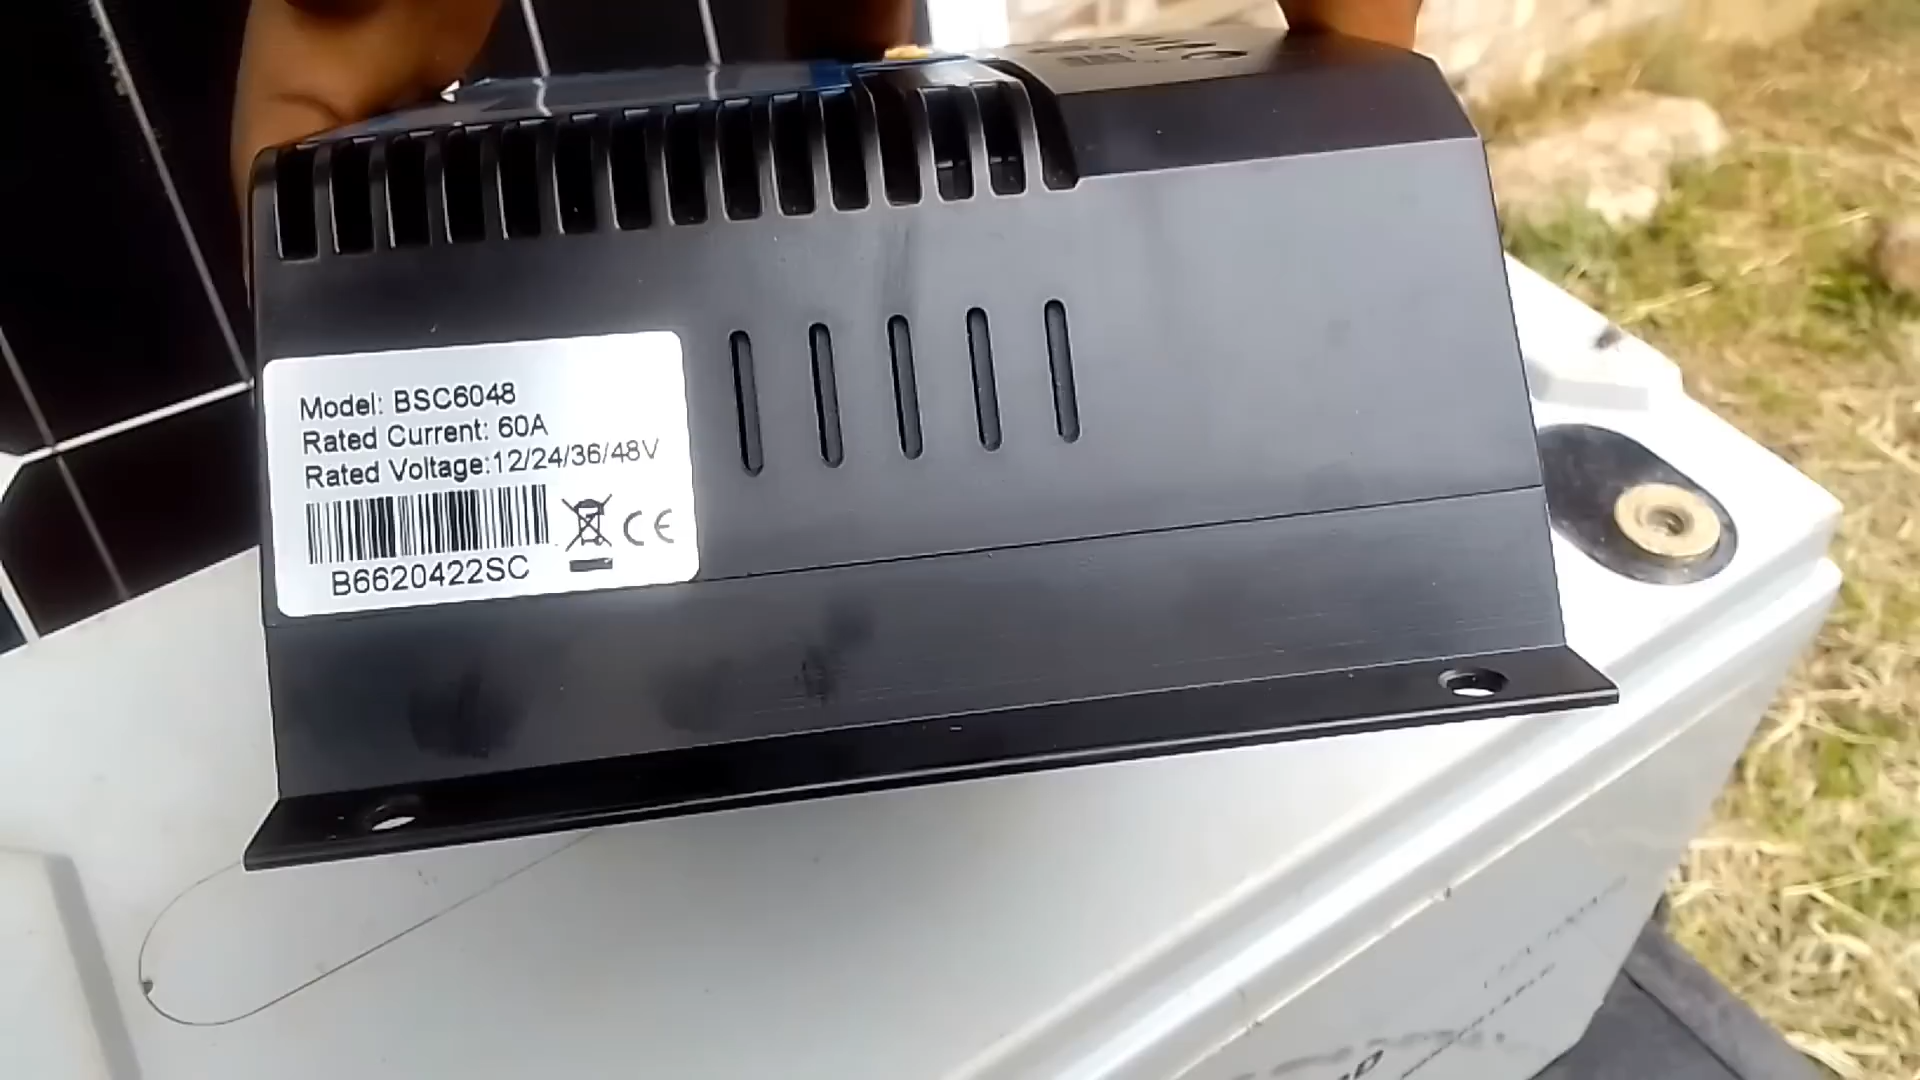 Model: BSC6048
Rated Current: 60A
Rated Voltage:12/24/36/48V
CE
B6620422SC